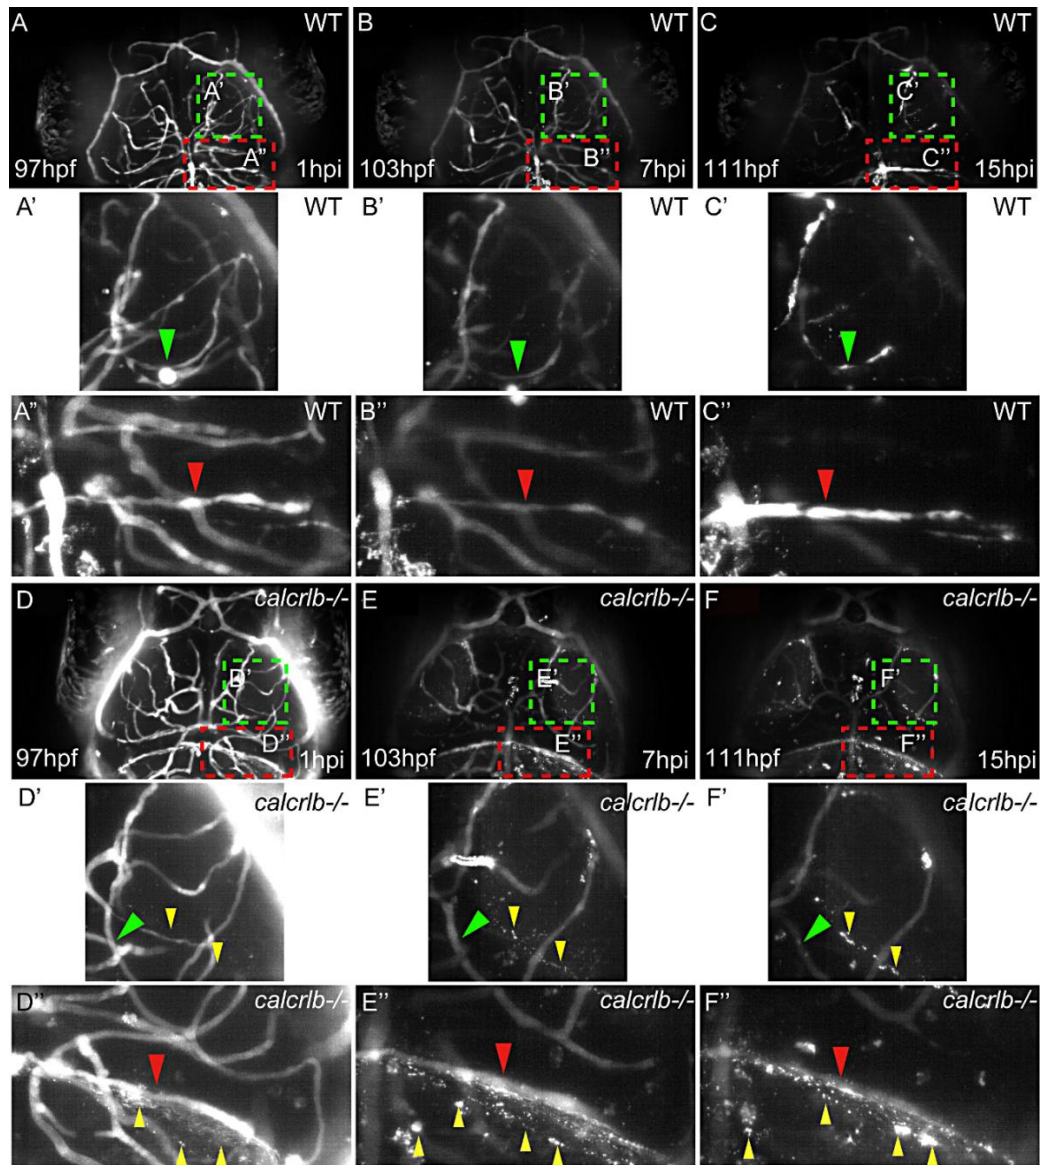 A WT B WT C WT
A' B' C'
A" B'' C''
97hpf 1hpi 103hpf 7hpi 111hpf 15hpi
A' WT B' WT C' WT
A" WT B'' WT C'' WT
D calcrlb-/- E calcrlb-/- F calcrlb-/-
D' E' F'
D'' E'' F''
97hpf 1hpi 103hpf 7hpi 111hpf 15hpi
D' calcrlb-/- E' calcrlb-/- F' calcrlb-/-
D'' calcrlb-/- E'' calcrlb-/- F'' calcrlb-/-